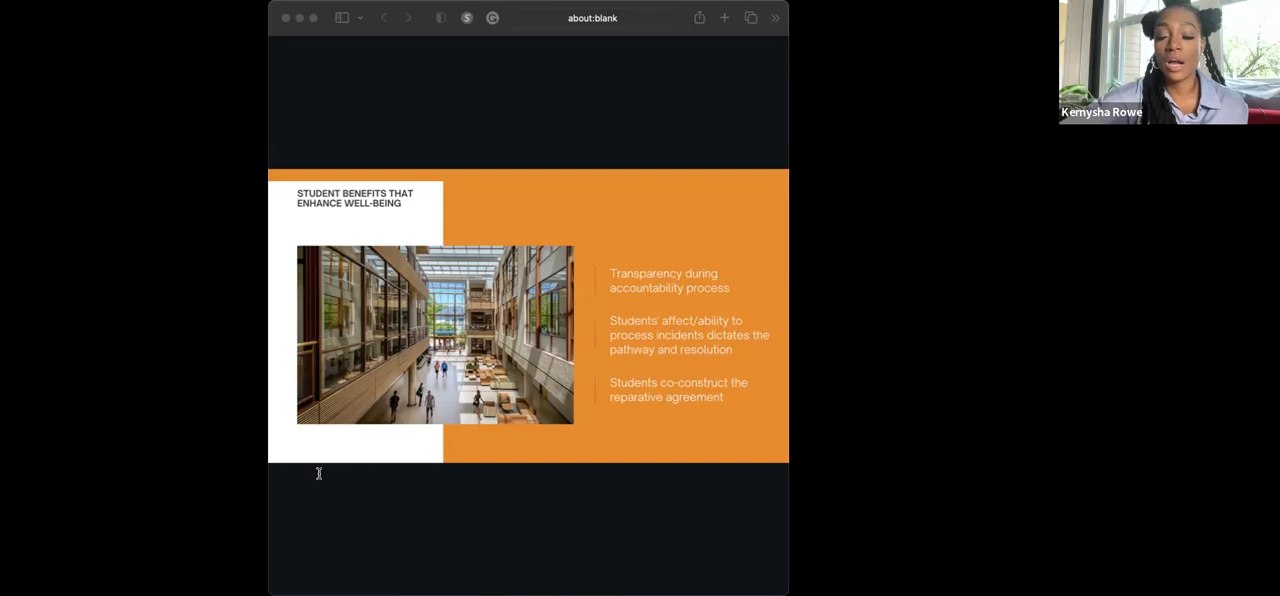 about:blank
Kemysha Rowe
STUDENT BENEFITS THAT
ENHANCE WELL-BEING
Transparency during
accountability process
Students' affect/ability to
process incidents dictates the
pathway and resolution
Students co-construct the
reparative agreement